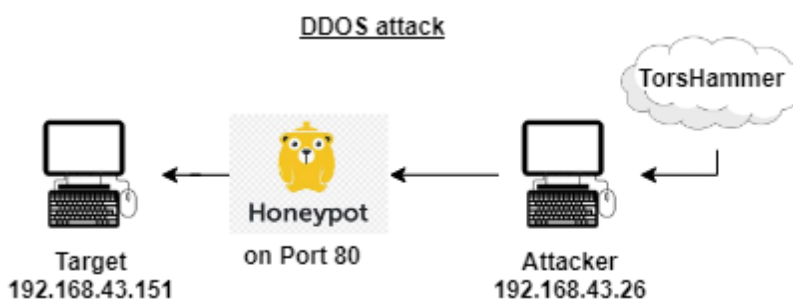 DDOS attack
TorsHammer
Honeypot
on Port 80
Target
192.168.43.151
Attacker
192.168.43.26